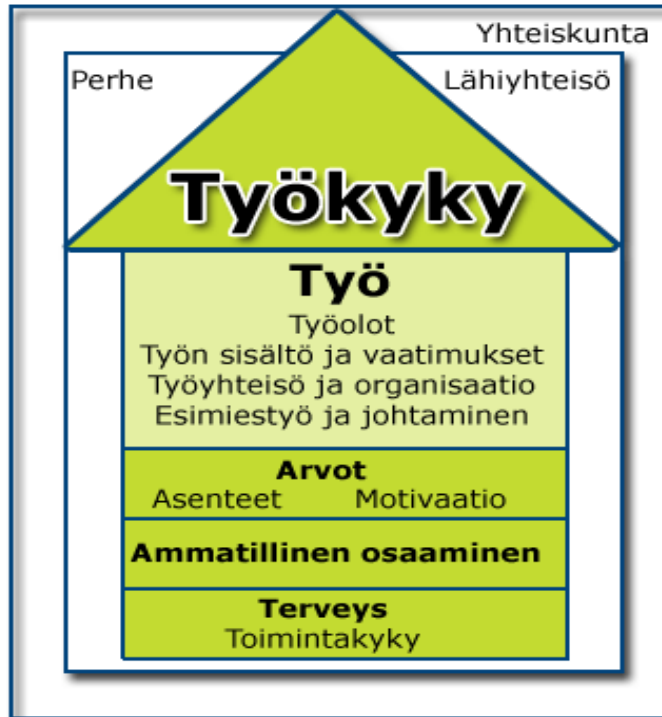 Yhteiskunta
Perhe
Lähiyhteisö
Työkyky
Työ
Työolot
Työn sisältö ja vaatimukset
Työyhteisö ja organisaatio
Esimiestyö ja johtaminen
Arvot
Asenteet Motivaatio
Ammatillinen osaaminen
Terveys
Toimintakyky